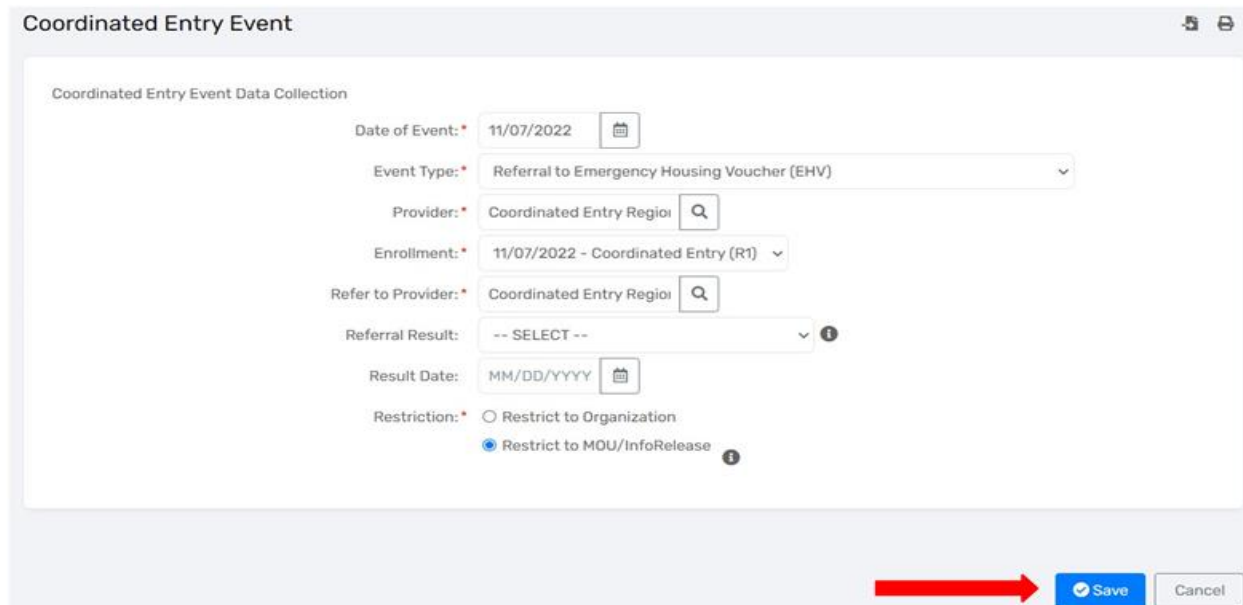 Coordinated Entry Event
Coordinated Entry Event Data Collection
Date of Event:* 11/07/2022
Event Type:* Referral to Emergency Housing Voucher (EHV)
Provider:* Coordinated Entry Region
Enrollment:* 11/07/2022 - Coordinated Entry (R1)
Refer to Provider:* Coordinated Entry Region
Referral Result: -- SELECT --
Result Date: MM/DD/YYYY
Restriction:* Restrict to Organization
Restrict to MOU/InfoRelease
Save Cancel